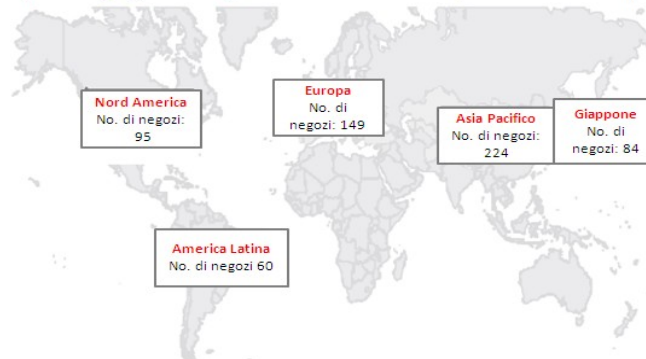 Nord America
No. di negozi:
95
Europa
No. di
negozi: 149
Asia Pacifico
No. di negozi:
224
Giappone
No. di
negozi: 84
America Latina
No. di negozi 60